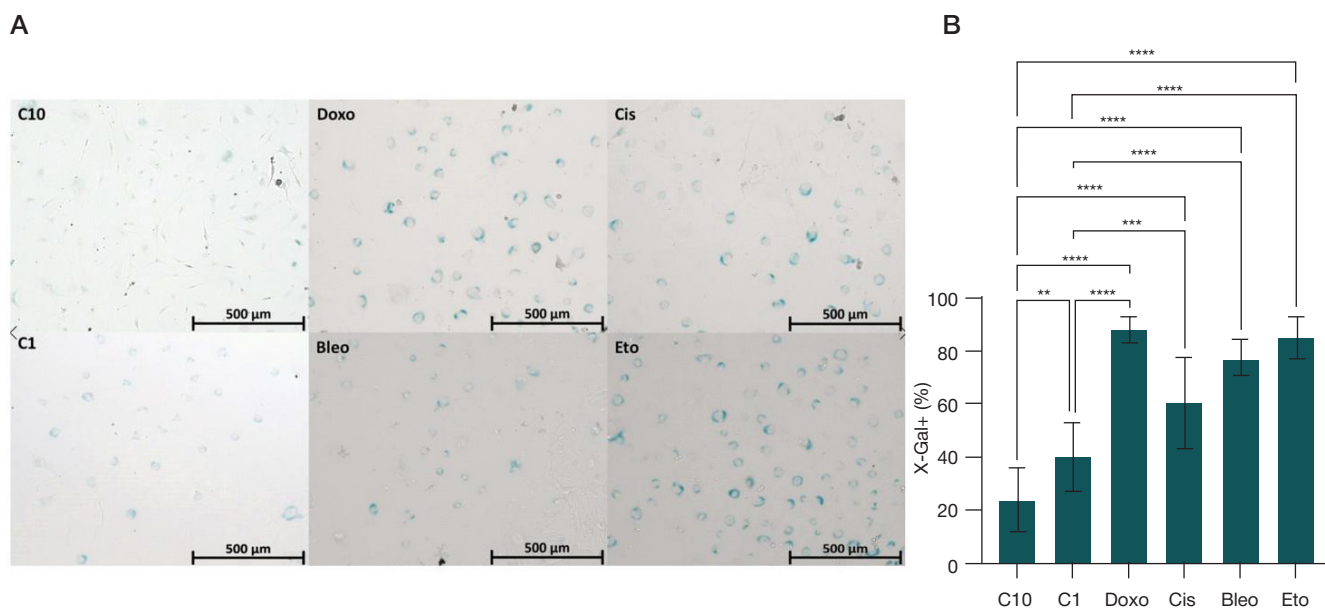 A
B
C10
Doxo
Cis
500 µm
500 µm
500 µm
C1
Bleo
Eto
500 µm
500 µm
500 µm
****
****
****
****
****
***
****
**
****
100
80
60
40
20
0
X-Gal+ (%)
C10
C1
Doxo
Cis
Bleo
Eto